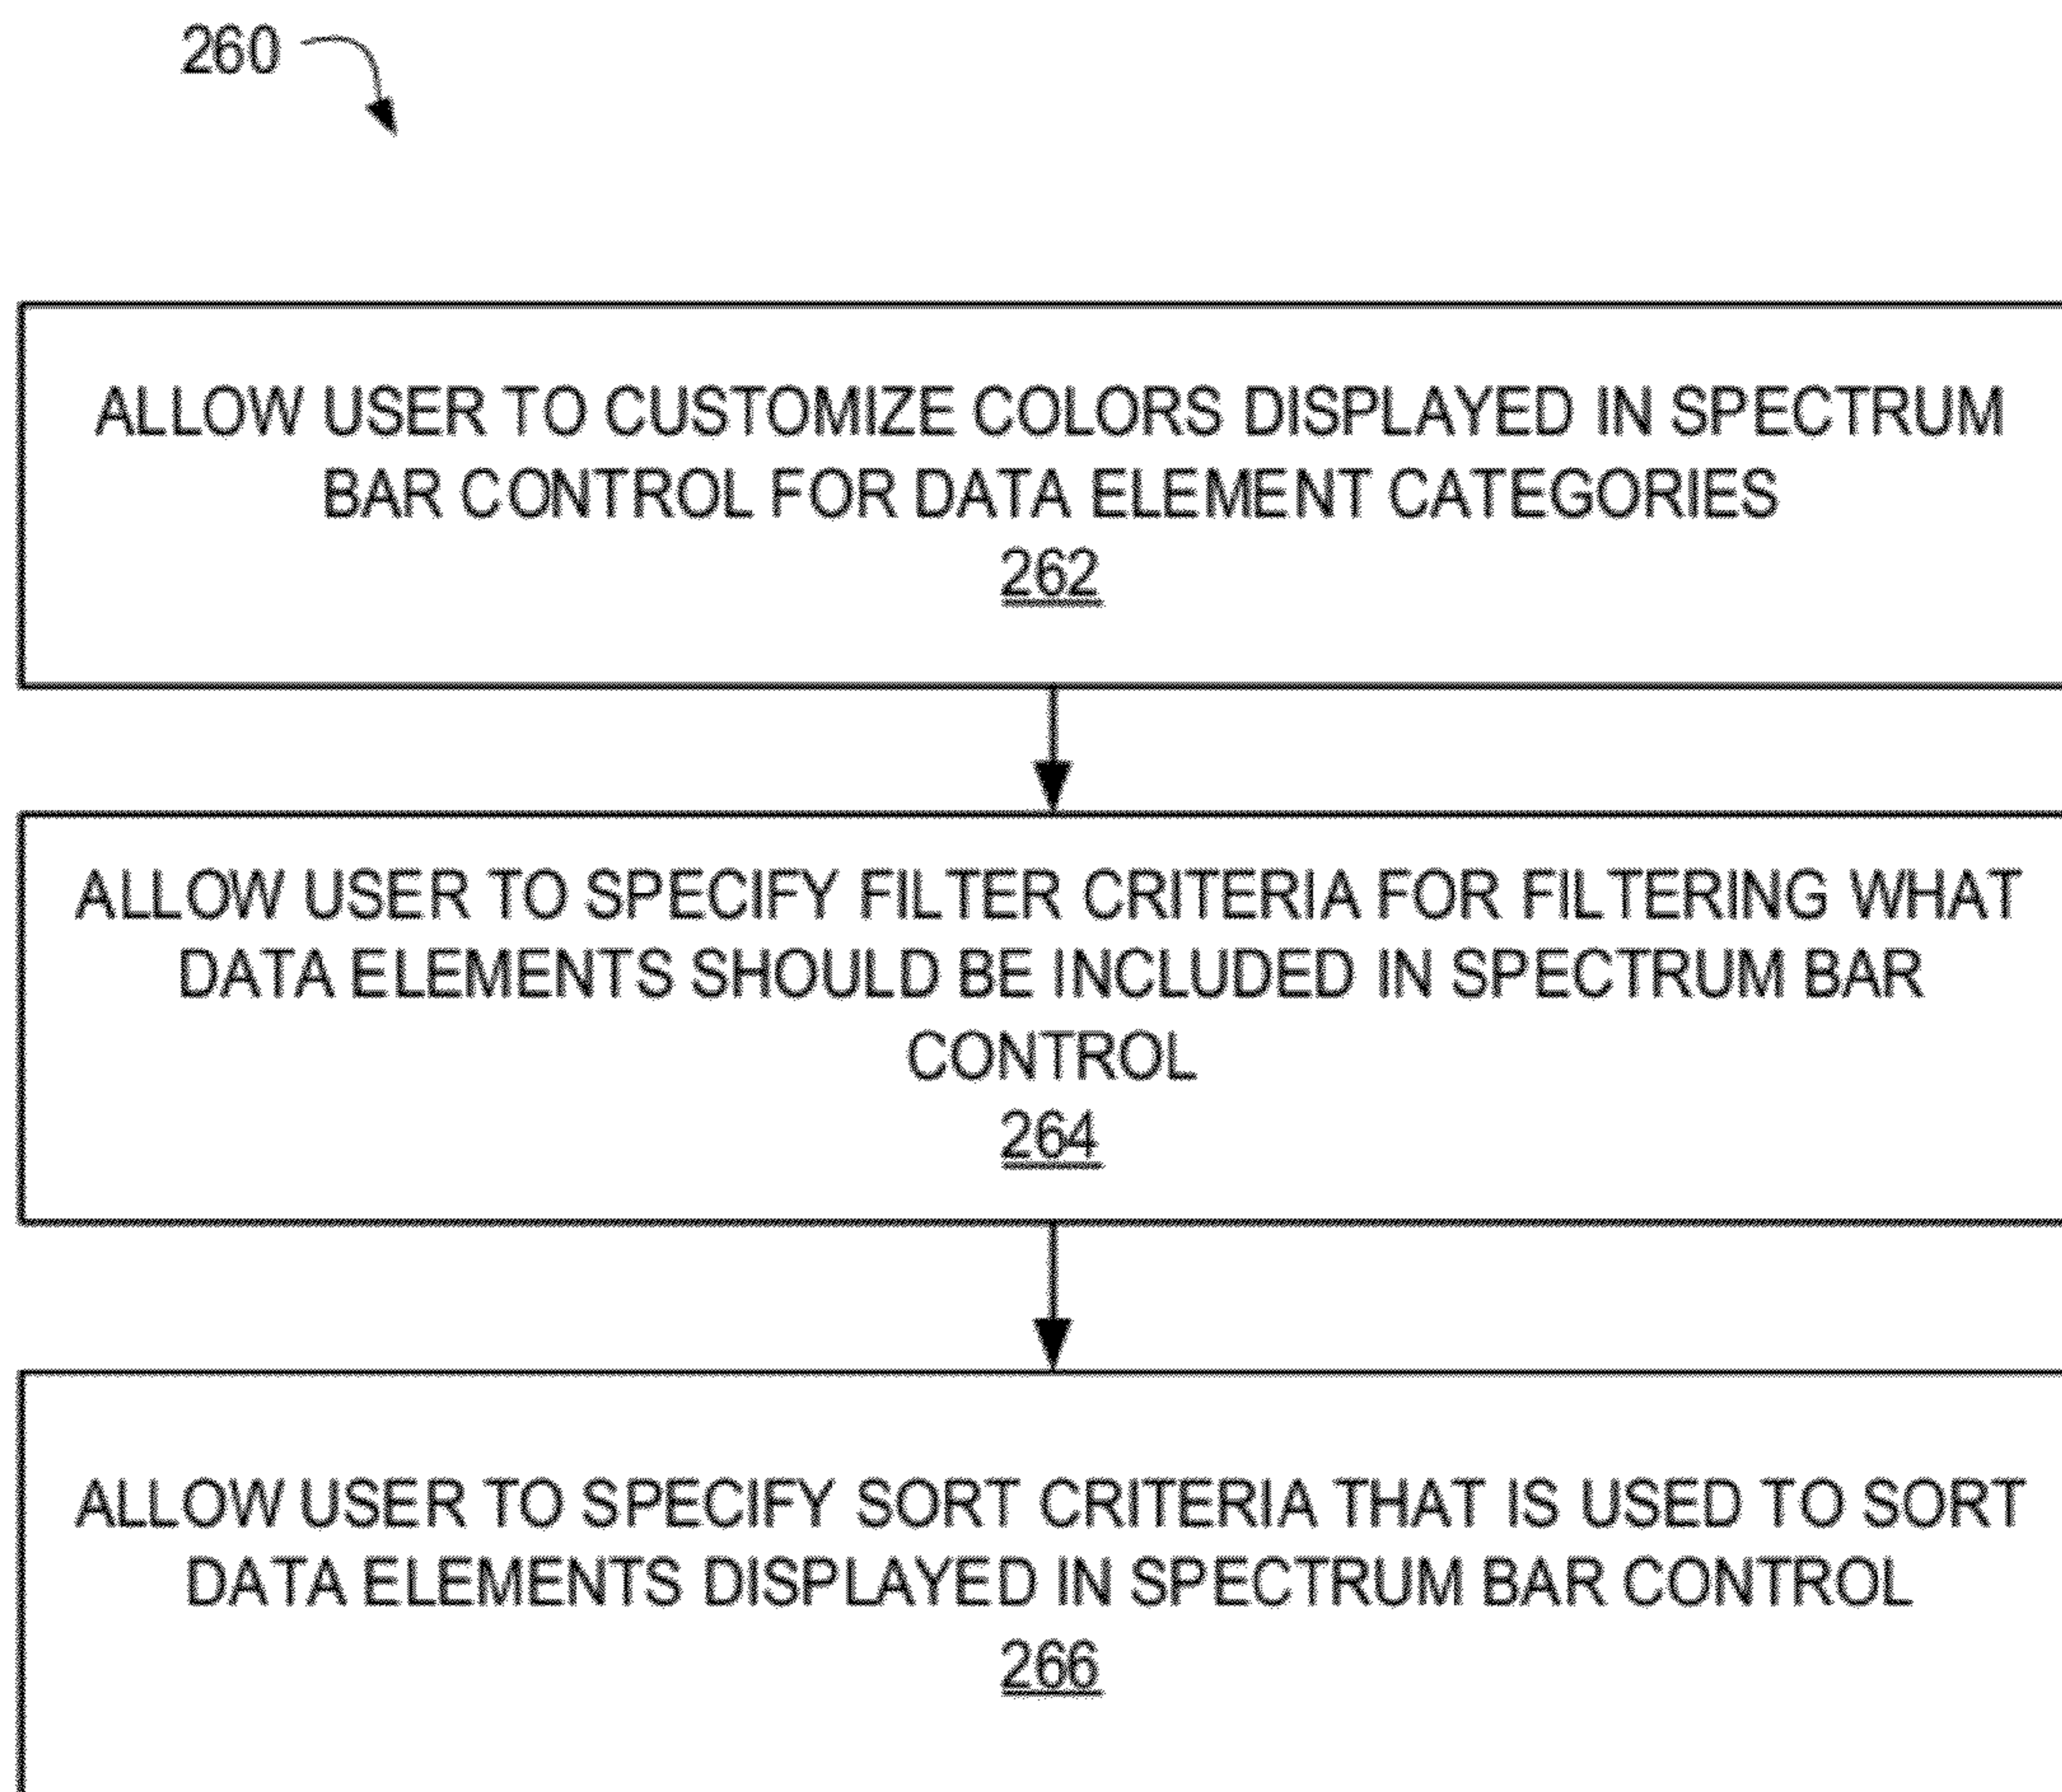 260
ALLOW USER TO CUSTOMIZE COLORS DISPLAYED IN SPECTRUM
BAR CONTROL FOR DATA ELEMENT CATEGORIES
262
ALLOW USER TO SPECIFY FILTER CRITERIA FOR FILTERING WHAT
DATA ELEMENTS SHOULD BE INCLUDED IN SPECTRUM BAR
CONTROL
264
ALLOW USER TO SPECIFY SORT CRITERIA THAT IS USED TO SORT
DATA ELEMENTS DISPLAYED IN SPECTRUM BAR CONTROL
266